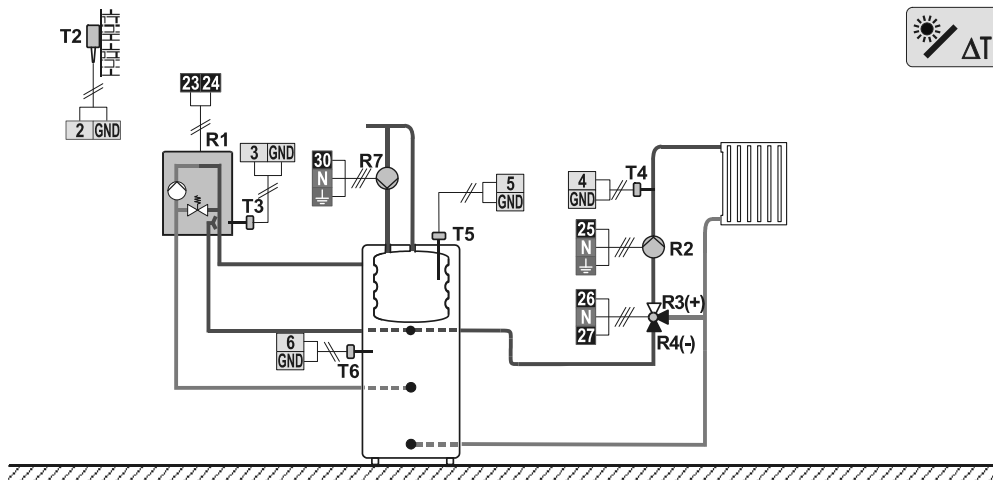 T2
2 GND
23 24
R1
3 GND
T3
30
N
R7
5
GND
T5
6
GND
T6
4
GND
T4
25
N
R2
26
N
27
R3(+)
R4(-)
ΔT